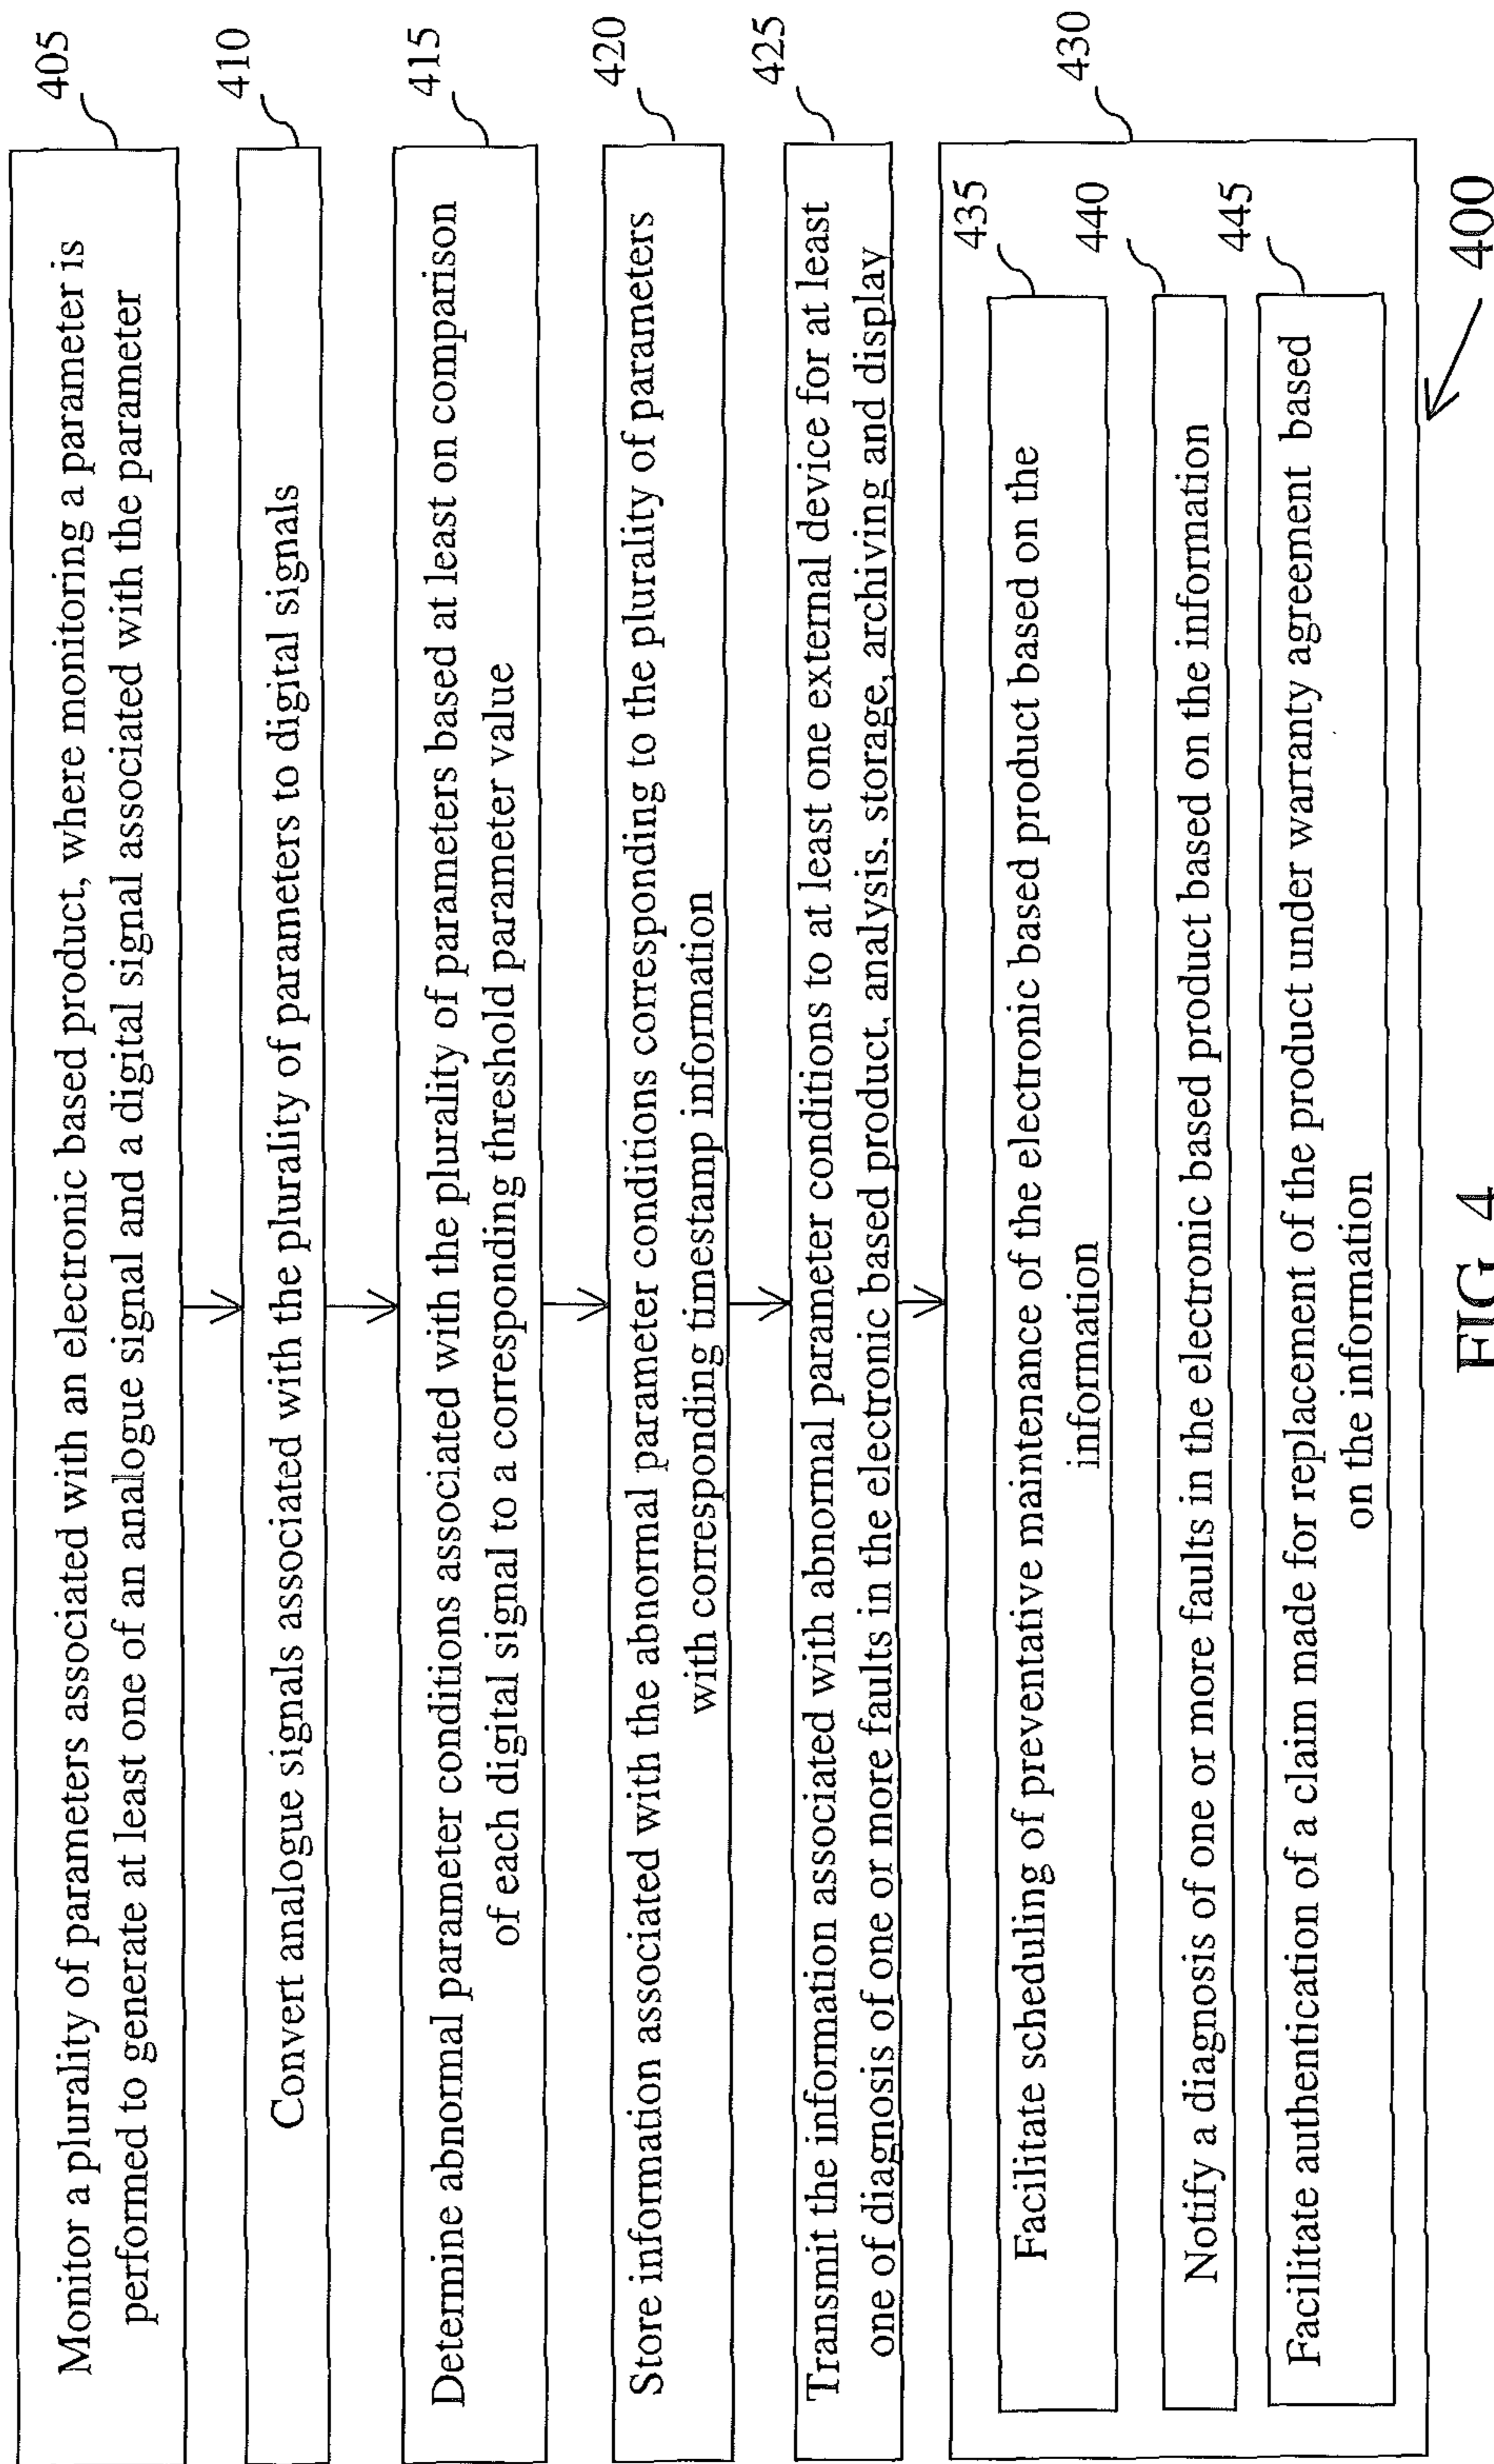 405
Monitor a plurality of parameters associated with an electronic based product, where monitoring a parameter is
performed to generate at least one of an analogue signal and a digital signal associated with the parameter
410
Convert analogue signals associated with the plurality of parameters to digital signals
415
Determine abnormal parameter conditions associated with the plurality of parameters based at least on comparison
of each digital signal to a corresponding threshold parameter value
420
Store information associated with the abnormal parameter conditions corresponding to the plurality of parameters
with corresponding timestamp information
425
Transmit the information associated with abnormal parameter conditions to at least one external device for at least
one of diagnosis of one or more faults in the electronic based product, analysis, storage, archiving and display
430
435
Facilitate scheduling of preventative maintenance of the electronic based product based on the
information
440
Notify a diagnosis of one or more faults in the electronic based product based on the information
445
Facilitate authentication of a claim made for replacement of the product under warranty agreement based
on the information
400
FIG. 4